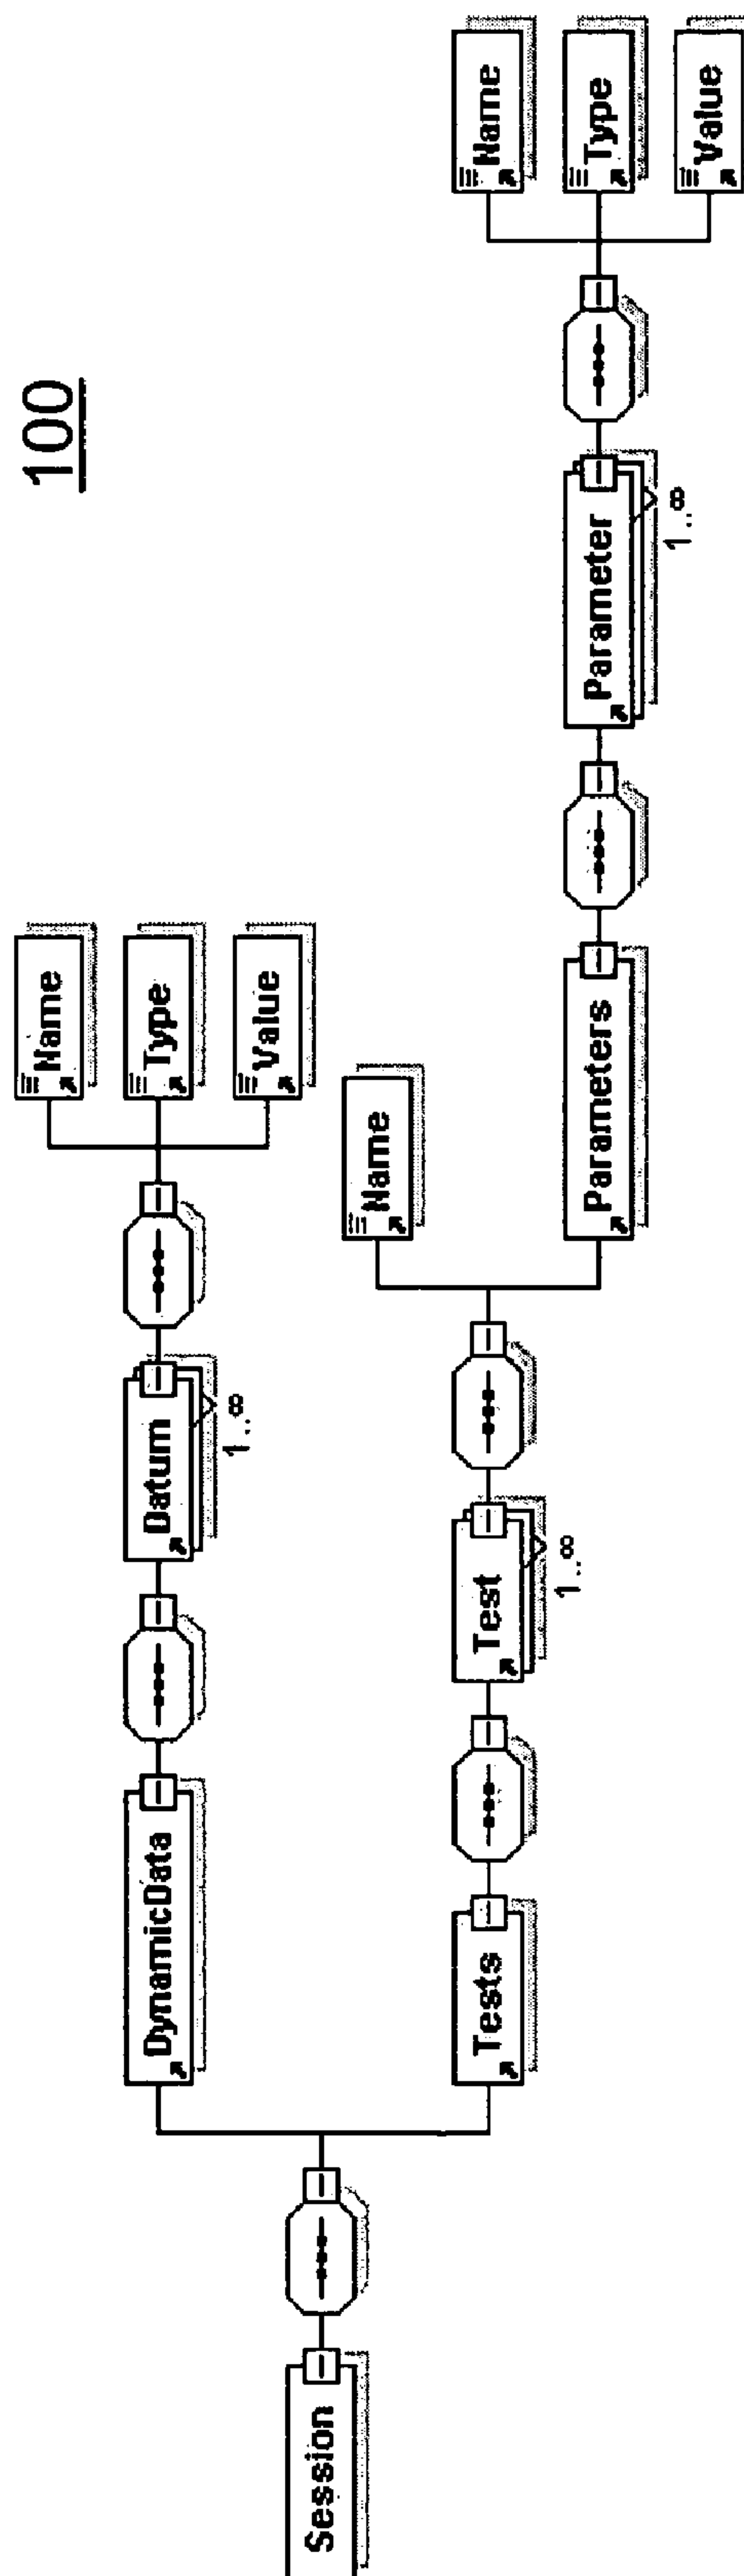 100
Session
DynamicData
Datum
1..∞
Name
Type
Value
Tests
Test
1..∞
Name
Parameters
Parameter
1..∞
Name
Type
Value